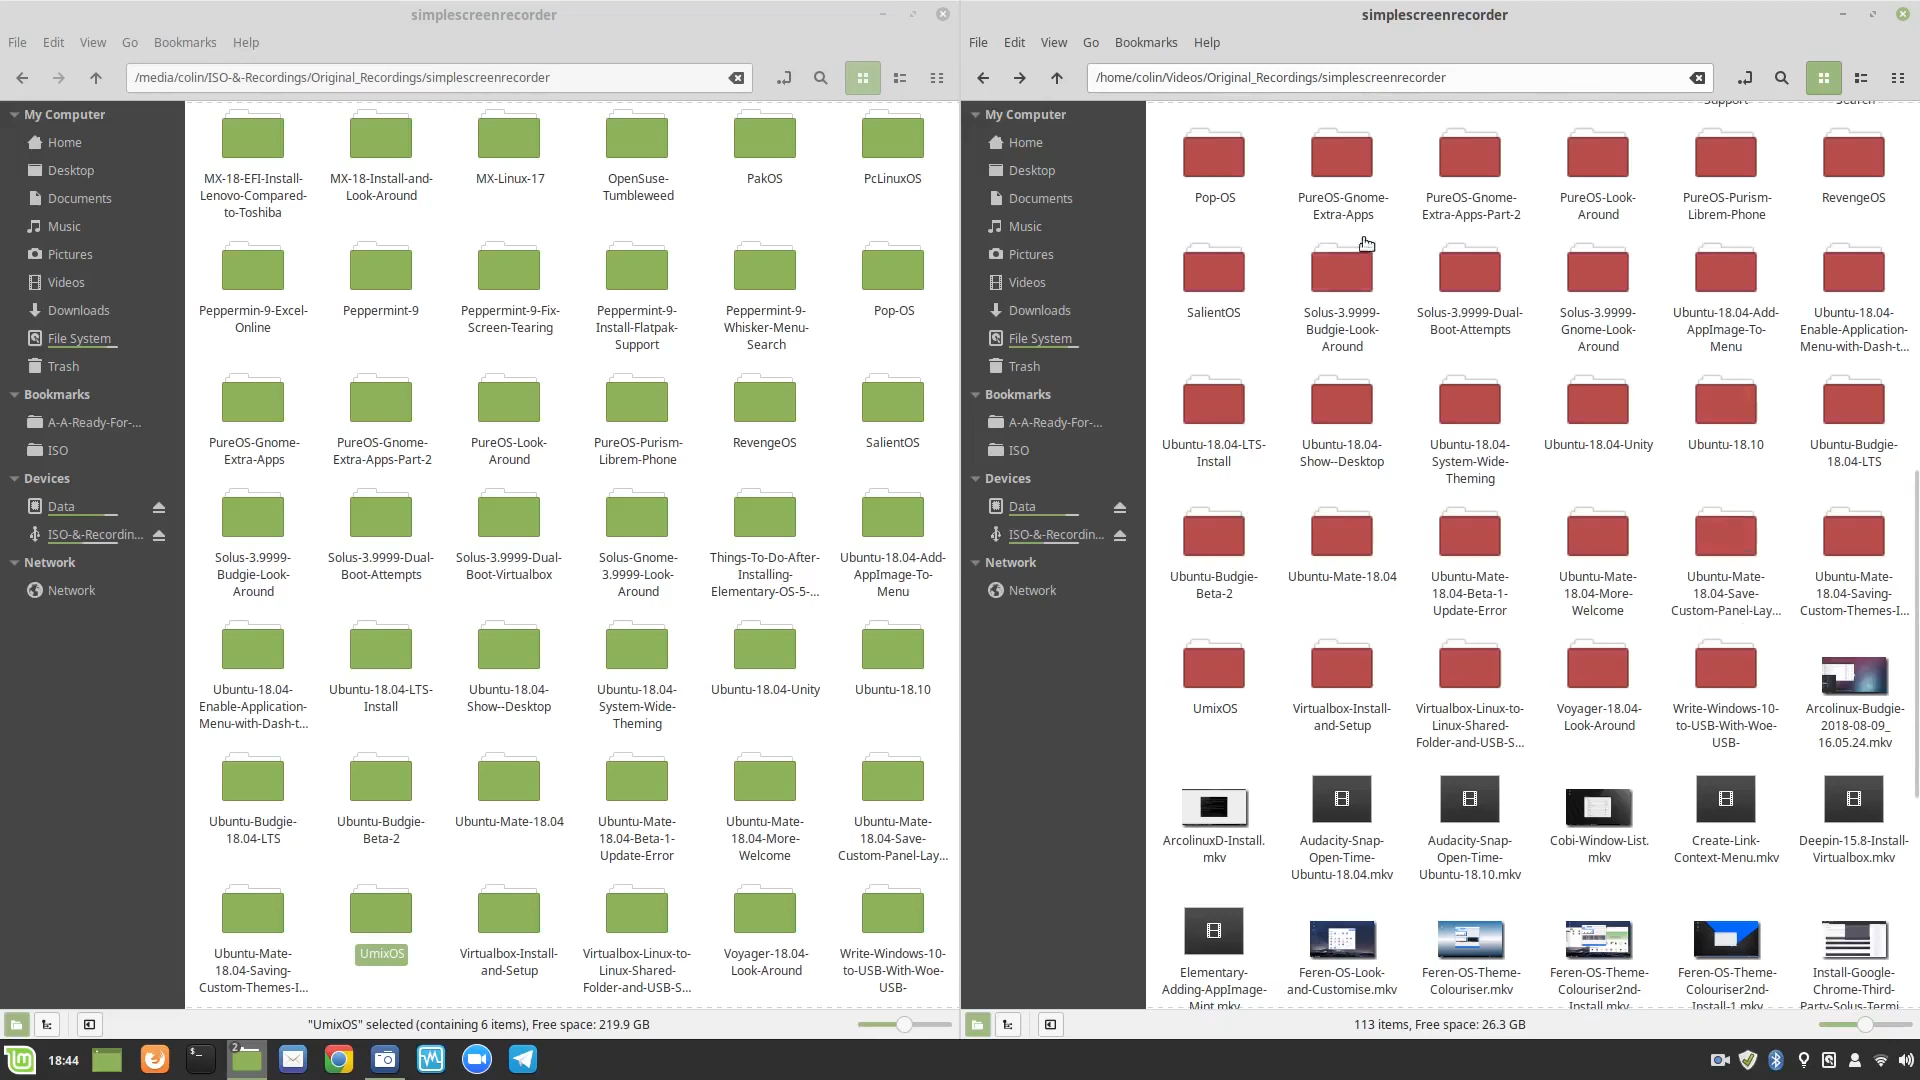 simplescreenrecorder
File Edit View Go Bookmarks Help
/media/colin/ISO-&-Recordings/Original_Recordings/simplescreenrecorder
My Computer
Home
Desktop
Documents
Music
Pictures
Videos
Downloads
File System
Trash
Bookmarks
A-A-Ready-For-...
ISO
Devices
Data
ISO-&-Recordin...
Network
Network
MX-18-EFI-Install-
Lenovo-Compared-
to-Toshiba
MX-18-Install-and-
Look-Around
MX-Linux-17
OpenSuse-
Tumbleweed
PakOS
PcLinuxOS
Peppermin-9-Excel-
Online
Peppermint-9
Peppermint-9-Fix-
Screen-Tearing
Peppermint-9-
Install-Flatpak-
Support
Peppermint-9-
Whisker-Menu-
Search
Pop-OS
PureOS-Gnome-
Extra-Apps
PureOS-Gnome-
Extra-Apps-Part-2
PureOS-Look-
Around
PureOS-Purism-
Librem-Phone
RevengeOS
SalientOS
Solus-3.9999-
Budgie-Look-
Around
Solus-3.9999-Dual-
Boot-Attempts
Solus-3.9999-Dual-
Boot-Virtualbox
Solus-Gnome-
3.9999-Look-
Around
Things-To-Do-After-
Installing-
Elementary-OS-5-...
Ubuntu-18.04-Add-
AppImage-To-
Menu
Ubuntu-18.04-
Enable-Application-
Menu-with-Dash-t...
Ubuntu-18.04-LTS-
Install
Ubuntu-18.04-
Show--Desktop
Ubuntu-18.04-
System-Wide-
Theming
Ubuntu-18.04-Unity
Ubuntu-18.10
Ubuntu-Budgie-
18.04-LTS
Ubuntu-Budgie-
Beta-2
Ubuntu-Mate-18.04
Ubuntu-Mate-
18.04-Beta-1-
Update-Error
Ubuntu-Mate-
18.04-More-
Welcome
Ubuntu-Mate-
18.04-Save-
Custom-Panel-Lay...
Ubuntu-Mate-
18.04-Saving-
Custom-Themes-I...
UmixOS
Virtualbox-Install-
and-Setup
Virtualbox-Linux-to-
Linux-Shared-
Folder-and-USB-S...
Voyager-18.04-
Look-Around
Write-Windows-10-
to-USB-With-Woe-
USB-
"UmixOS" selected (containing 6 items), Free space: 219.9 GB
simplescreenrecorder
File Edit View Go Bookmarks Help
/home/colin/Videos/Original_Recordings/simplescreenrecorder
My Computer
Home
Desktop
Documents
Music
Pictures
Videos
Downloads
File System
Trash
Bookmarks
A-A-Ready-For-...
ISO
Devices
Data
ISO-&-Recordin...
Network
Network
Support
Search
Pop-OS
PureOS-Gnome-
Extra-Apps
PureOS-Gnome-
Extra-Apps-Part-2
PureOS-Look-
Around
PureOS-Purism-
Librem-Phone
RevengeOS
SalientOS
Solus-3.9999-
Budgie-Look-
Around
Solus-3.9999-Dual-
Boot-Attempts
Solus-3.9999-
Gnome-Look-
Around
Ubuntu-18.04-Add-
AppImage-To-
Menu
Ubuntu-18.04-
Enable-Application-
Menu-with-Dash-t...
Ubuntu-18.04-LTS-
Install
Ubuntu-18.04-
Show--Desktop
Ubuntu-18.04-
System-Wide-
Theming
Ubuntu-18.04-Unity
Ubuntu-18.10
Ubuntu-Budgie-
18.04-LTS
Ubuntu-Budgie-
Beta-2
Ubuntu-Mate-18.04
Ubuntu-Mate-
18.04-Beta-1-
Update-Error
Ubuntu-Mate-
18.04-More-
Welcome
Ubuntu-Mate-
18.04-Save-
Custom-Panel-Lay...
Ubuntu-Mate-
18.04-Saving-
Custom-Themes-I...
UmixOS
Virtualbox-Install-
and-Setup
Virtualbox-Linux-to-
Linux-Shared-
Folder-and-USB-S...
Voyager-18.04-
Look-Around
Write-Windows-10-
to-USB-With-Woe-
USB-
Arcolinux-Budgie-
2018-08-09_
16.05.24.mkv
ArcolinuxD-Install.
mkv
Audacity-Snap-
Open-Time-
Ubuntu-18.04.mkv
Audacity-Snap-
Open-Time-
Ubuntu-18.10.mkv
Cobi-Window-List.
mkv
Create-Link-
Context-Menu.mkv
Deepin-15.8-Install-
Virtualbox.mkv
Elementary-
Adding-AppImage-
Mint.mkv
Feren-OS-Look-
and-Customise.mkv
Feren-OS-Theme-
Colouriser.mkv
Feren-OS-Theme-
Colouriser2nd-
Install.mkv
Feren-OS-Theme-
Colouriser2nd-
Install-1.mkv
Install-Google-
Chrome-Third-
Party-Solus-Termi...
113 items, Free space: 26.3 GB
18:44
2